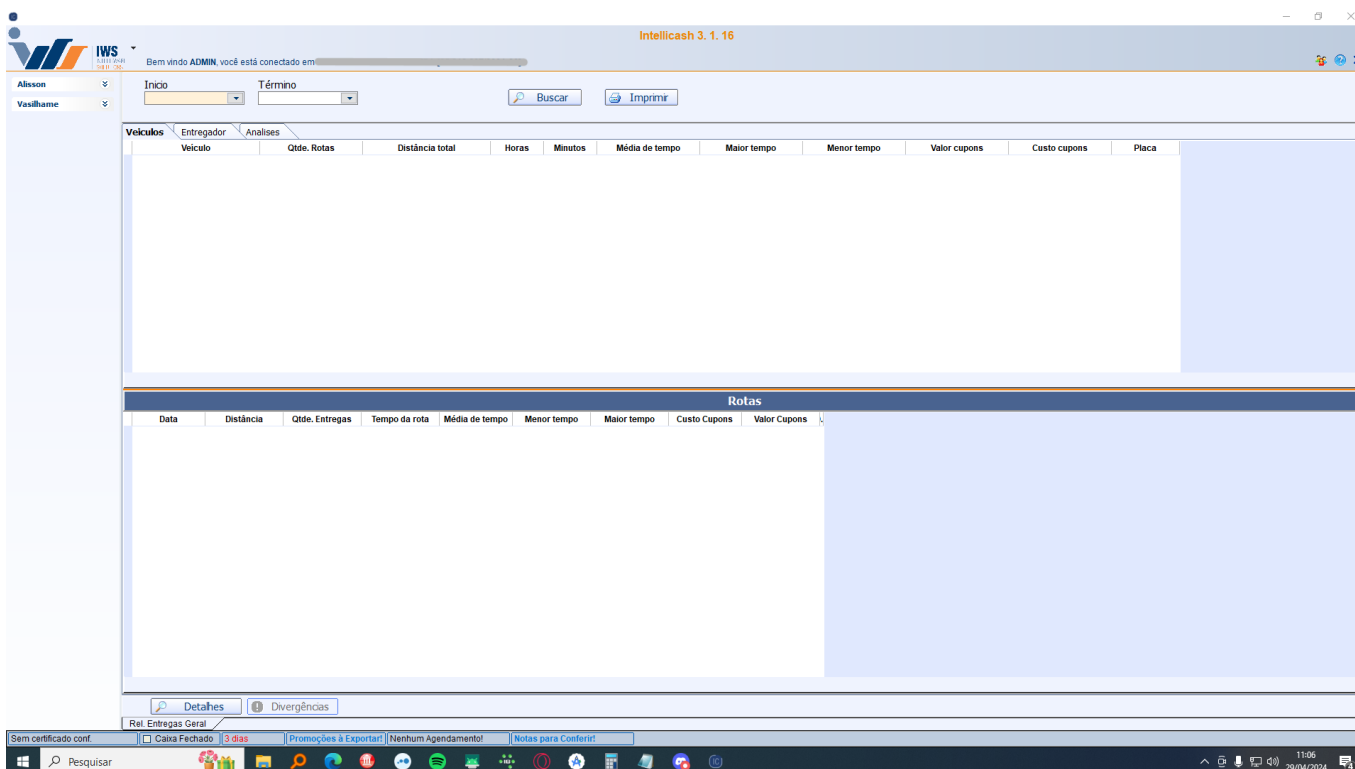 Intellicash 3. 1. 16
IWS
Bem vindo ADMIN, você está conectado em
Alisson
Vasilhame
Inicio Término
Buscar Imprimir
Veiculos Entregador Analises
Veículo Qtde. Rotas Distância total Horas Minutos Média de tempo Maior tempo Menor tempo Valor cupons Custo cupons Placa
Rotas
Data Distância Qtde. Entregas Tempo da rota Média de tempo Menor tempo Maior tempo Custo Cupons Valor Cupons
Detalhes Divergências
Rel. Entregas Geral
Sem certificado conf. Caixa Fechado 3 dias Promoções à Exportar! Nenhum Agendamento! Notas para Conferir!
Pesquisar 11:06
29/04/2024